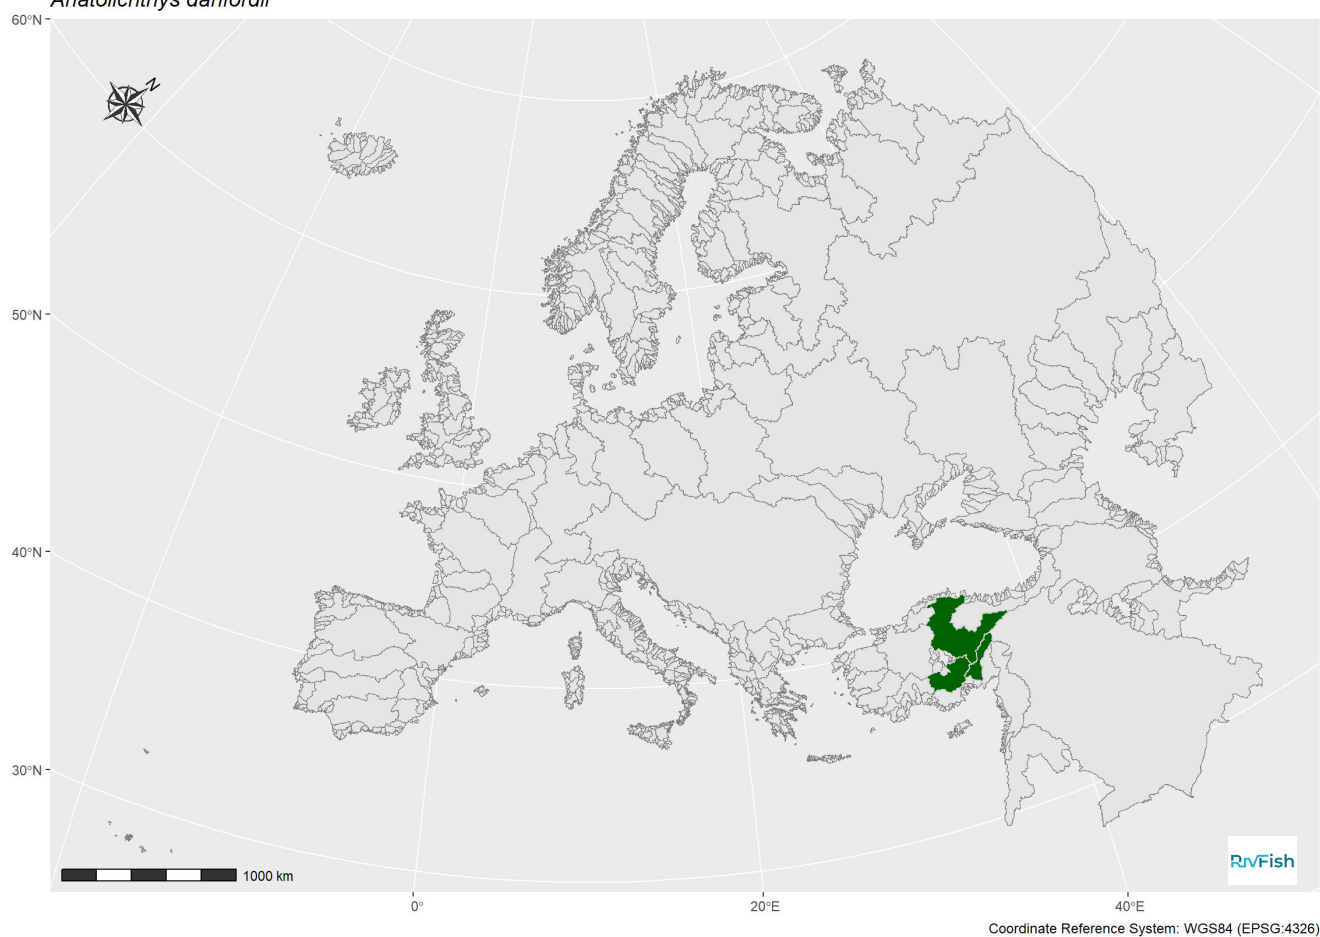 Anatolichthys danfordii
60°N
N
50°N
40°N
30°N
1000 km
RivFish
0°
20°E
40°E
Coordinate Reference System: WGS84 (EPSG:4326)